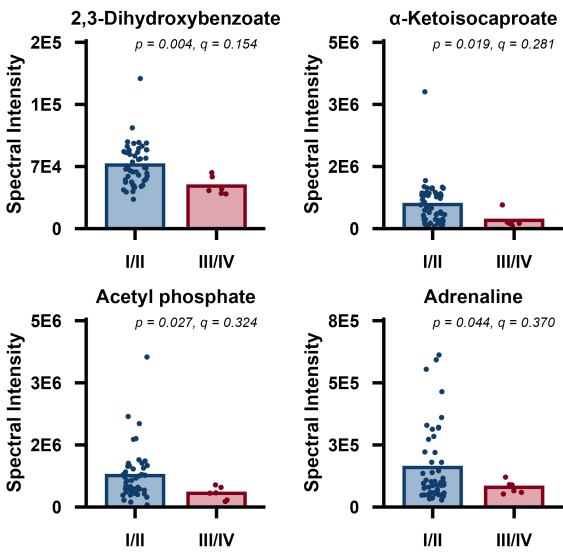 2,3-Dihydroxybenzoate
p = 0.004, q = 0.154
Spectral Intensity
2E5
1E5
7E4
0
I/II
III/IV
α-Ketoisocaproate
p = 0.019, q = 0.281
Spectral Intensity
5E6
3E6
2E6
0
I/II
III/IV
Acetyl phosphate
p = 0.027, q = 0.324
Spectral Intensity
5E6
3E6
2E6
0
I/II
III/IV
Adrenaline
p = 0.044, q = 0.370
Spectral Intensity
8E5
5E5
3E5
0
I/II
III/IV